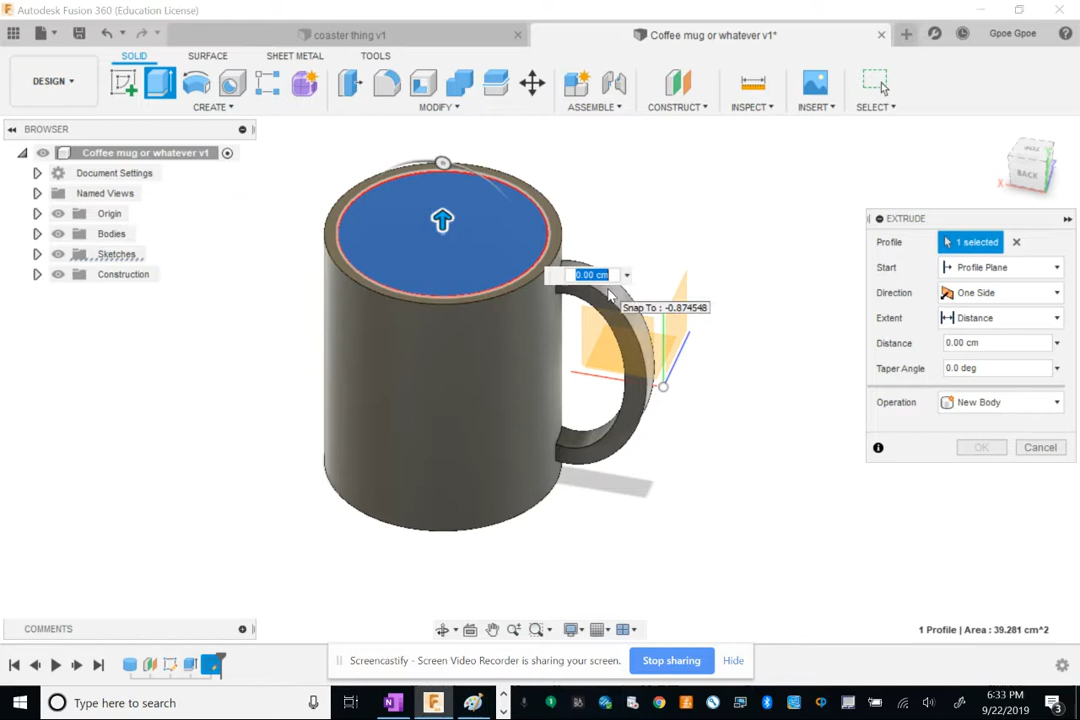 Autodesk Fusion 360 (Education License)
coaster thing v1
Coffee mug or whatever v1*
Gpoe Gpoe
DESIGN
SOLID
SURFACE
SHEET METAL
TOOLS
CREATE
MODIFY
ASSEMBLE
CONSTRUCT
INSPECT
INSERT
SELECT
BROWSER
Coffee mug or whatever v1
Document Settings
Named Views
Origin
Bodies
Sketches
Construction
BACK
X
0.00 cm
Snap To : -0.874548
EXTRUDE
Profile 1 selected
Start Profile Plane
Direction One Side
Extent Distance
Distance 0.00 cm
Taper Angle 0.0 deg
Operation New Body
OK Cancel
COMMENTS
1 Profile | Area : 39.281 cm^2
Screencastify - Screen Video Recorder is sharing your screen. Stop sharing Hide
Type here to search
6:33 PM
9/22/2019
3